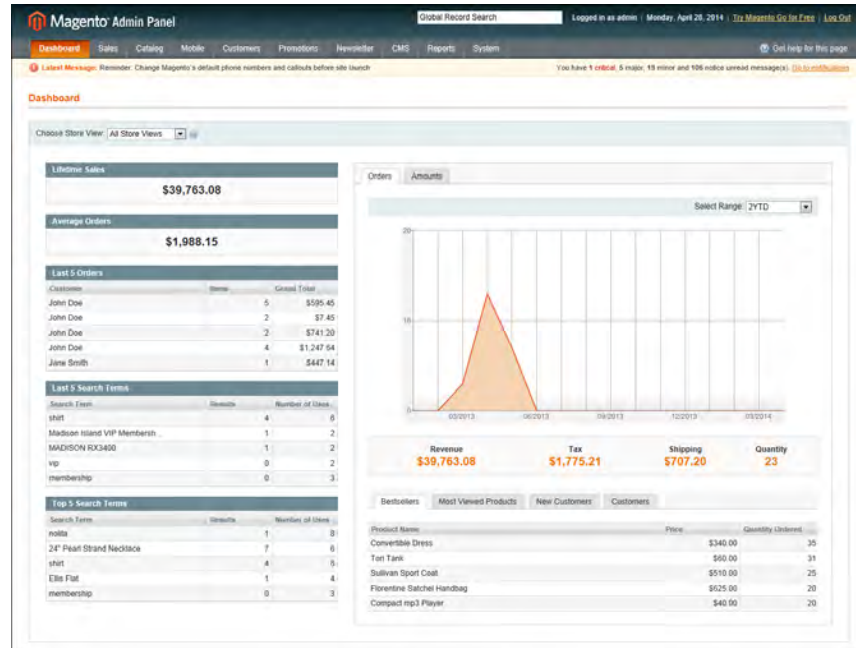 Magento Admin Panel
Global Record Search
Logged in as admin | Monday, April 28, 2014 | Try Magento Go for Free | Log Out
Dashboard Sales Catalog Mobile Customers Promotions Newsletter CMS Reports System
Get help for this page
Latest Message: Reminder: Change Magento's default phone numbers and callouts before site launch
You have 1 critical, 5 major, 19 minor and 106 notice unread message(s). Go to notifications
Dashboard
Choose Store View: All Store Views
Lifetime Sales
$39,763.08
Average Orders
$1,988.15
Last 5 Orders
Customer Items Grand Total
John Doe 5 $595.45
John Doe 2 $7.45
John Doe 2 $741.20
John Doe 4 $1,247.64
Jane Smith 1 $447.14
Last 5 Search Terms
Search Term Results Number of Uses
shirt 4 6
Madison Island VIP Membersh... 1 2
MADISON RX3400 1 2
vip 0 2
membership 0 3
Top 5 Search Terms
Search Term Results Number of Uses
nolita 1 8
24" Pearl Strand Necklace 7 6
shirt 4 6
Ellis Flat 1 4
membership 0 3
Orders Amounts
Select Range: 2YTD
20
10
0
03/2013 06/2013 09/2013 12/2013 03/2014
Revenue Tax Shipping Quantity
$39,763.08 $1,775.21 $707.20 23
Bestsellers Most Viewed Products New Customers Customers
Product Name Price Quantity Ordered
Convertible Dress $340.00 35
Tori Tank $60.00 31
Sullivan Sport Coat $510.00 25
Florentine Satchel Handbag $625.00 20
Compact mp3 Player $40.00 20